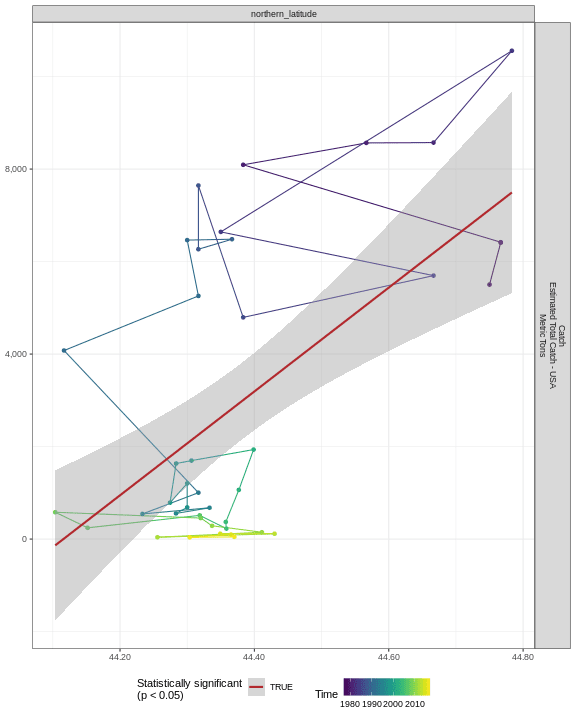 northern_latitude
8,000
4,000
0
44.20 44.40 44.60 44.80
Catch
Estimated Total Catch - USA
Metric Tons
Statistically significant
(p < 0.05)
TRUE
Time
1980 1990 2000 2010